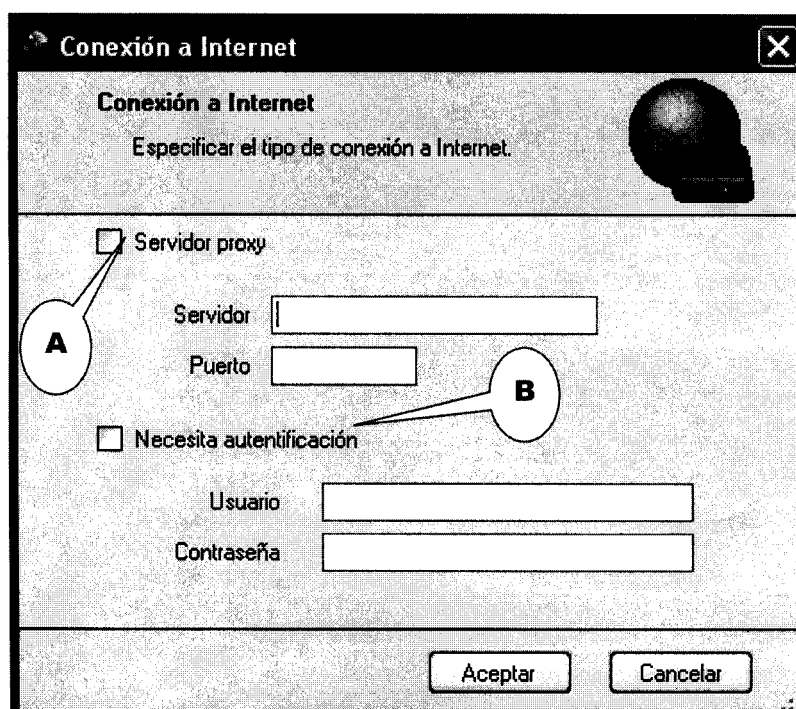 Conexión a Internet
Conexión a Internet
Especificar el tipo de conexión a Internet.
Servidor proxy
A
Servidor
Puerto
B
Necesita autentificación
Usuario
Contraseña
Aceptar Cancelar